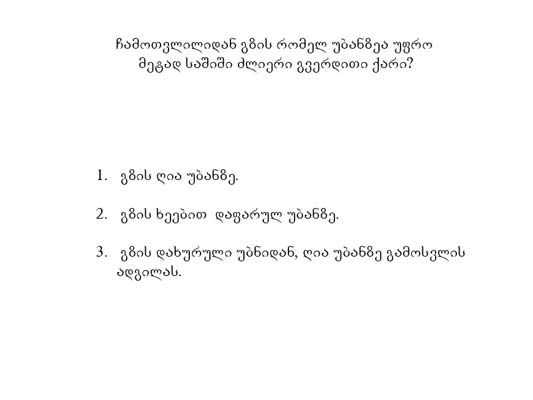 ჩამოთვლილიდან გზის რომელ უბანზეა უფრო
მეტად საშიში ძლიერი გვერდითი ქარი?
1. გზის ღია უბანზე.
2. გზის ხეებით დაფარულ უბანზე.
3. გზის დახურული უბნიდან, ღია უბანზე გამოსვლის
ადგილას.